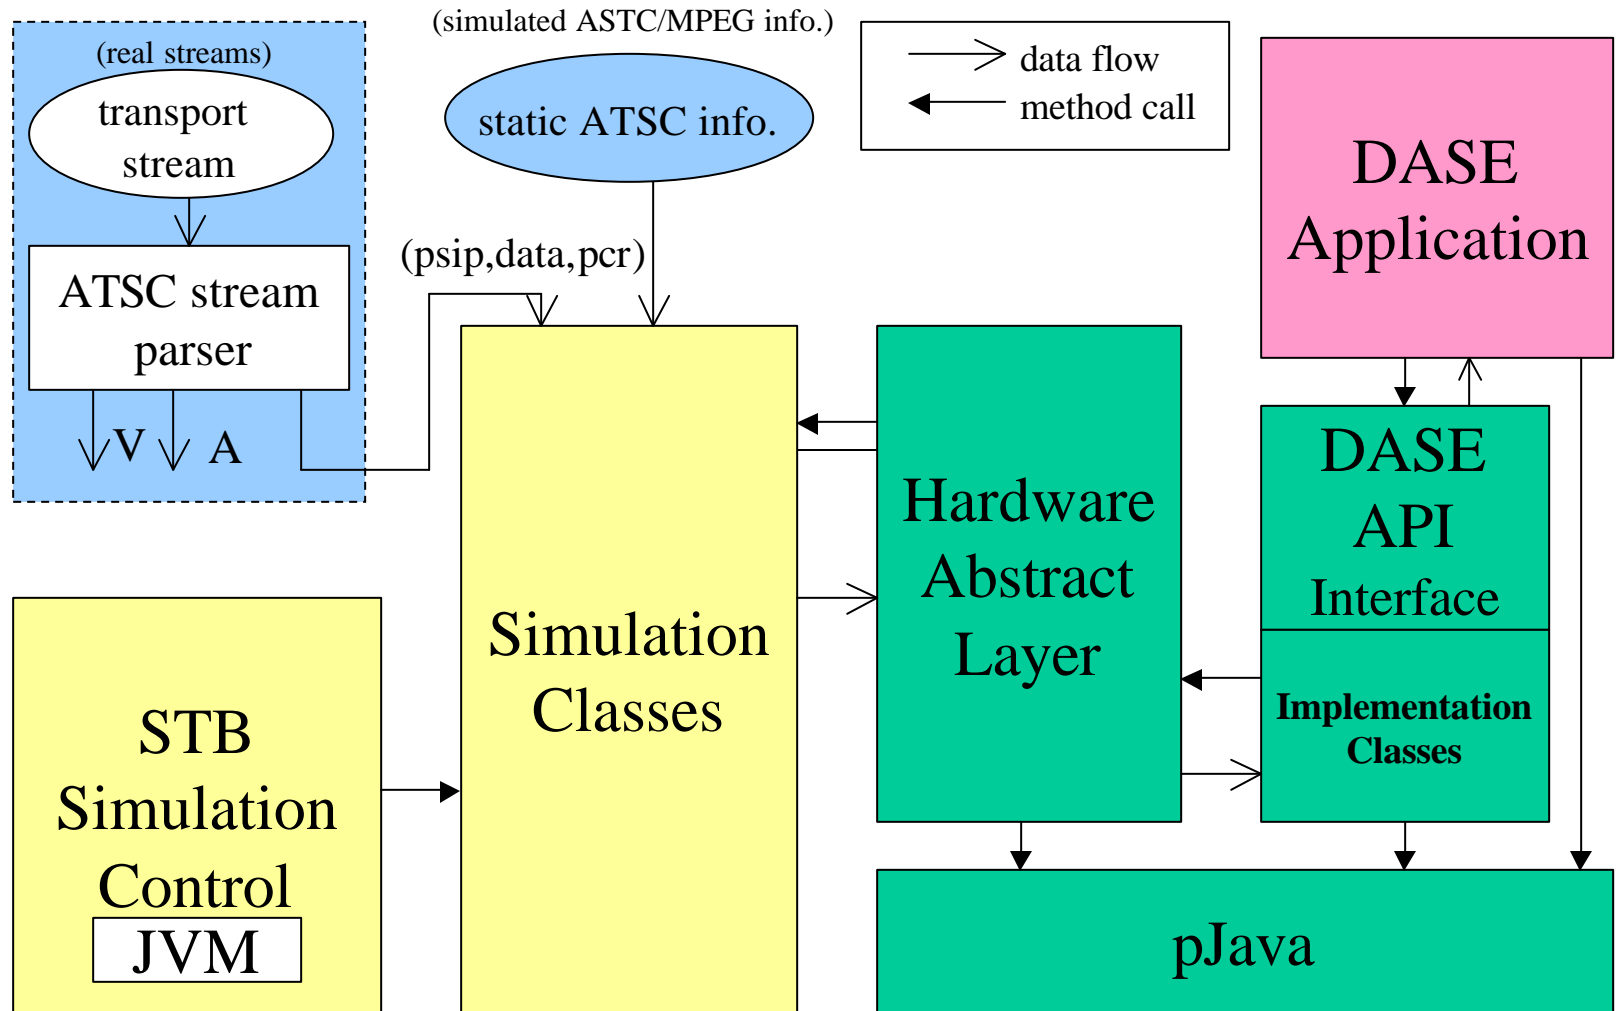 (simulated ASTC/MPEG info.)
(real streams)
transport
stream
static ATSC info.
data flow
method call
DASE
Application
(psip,data,pcr)
ATSC stream
parser
V
A
DASE
API
Interface
Hardware
Abstract
Layer
Simulation
Classes
Implementation
Classes
STB
Simulation
Control
JVM
pJava